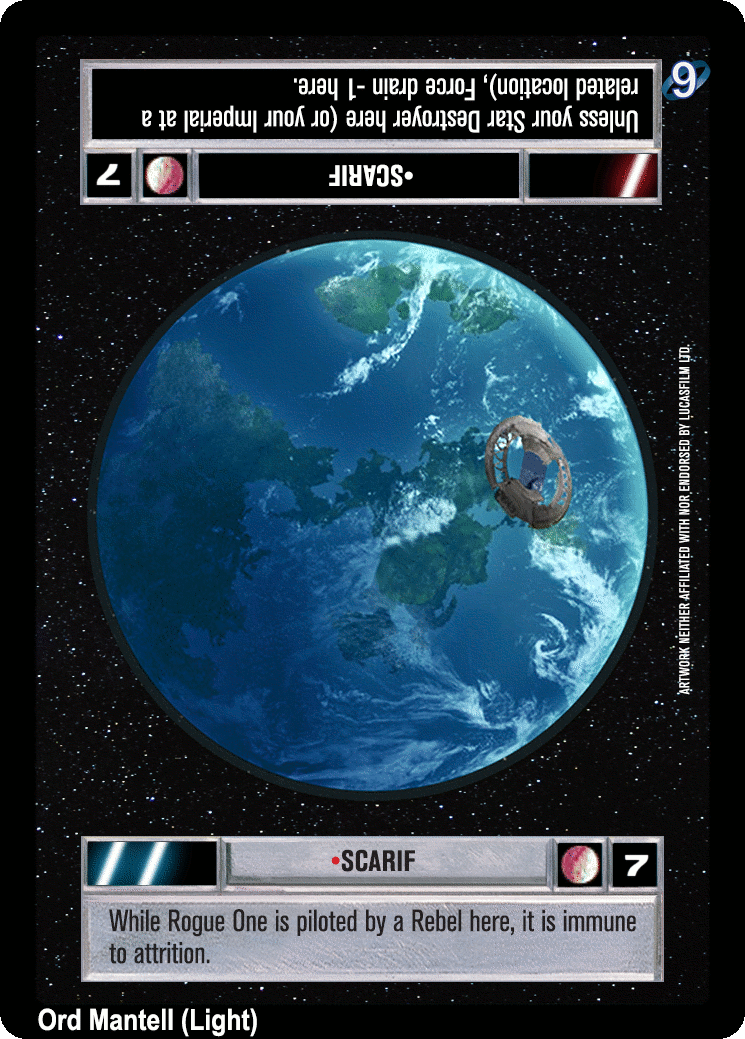 9
Unless your Star Destroyer here (or your Imperial at a
related location), Force drain -1 here.
•SCARIF
7
ARTWORK NEITHER AFFILIATED WITH NOR ENDORSED BY LUCASFILM LTD.
•SCARIF
7
While Rogue One is piloted by a Rebel here, it is immune
to attrition.
Ord Mantell (Light)